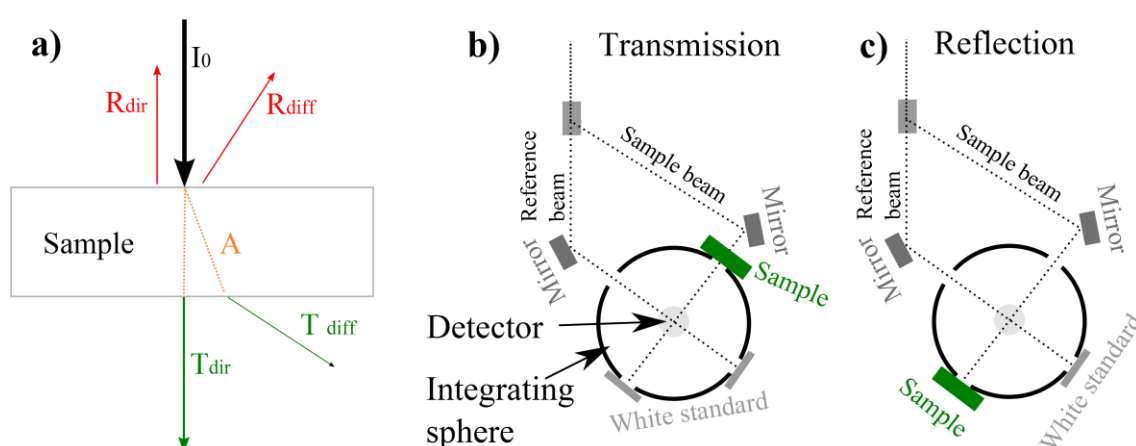 a)
I0
Rdir
Rdiff
Sample
A
T diff
Tdir
b) Transmission
Reference
beam
Sample beam
Mirror
Mirror
Sample
Detector
Integrating
sphere
White standard
c) Reflection
Reference
beam
Sample beam
Mirror
Mirror
Sample
White standard